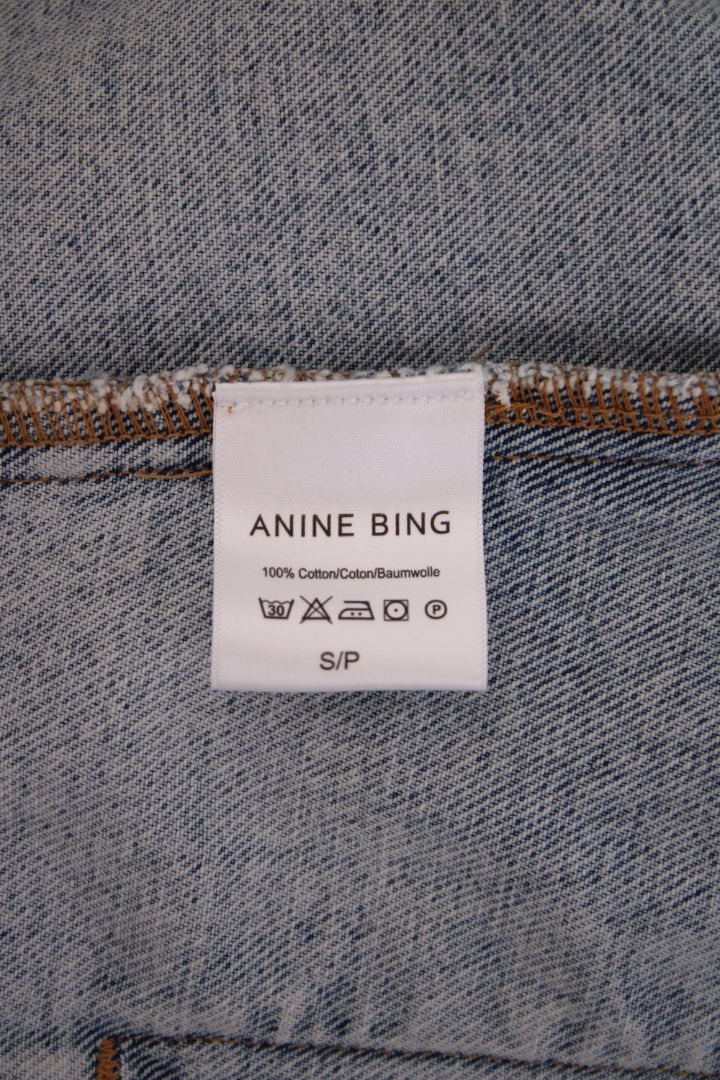 ANINE BING
100% Cotton/Coton/Baumwolle
30 P
S/P